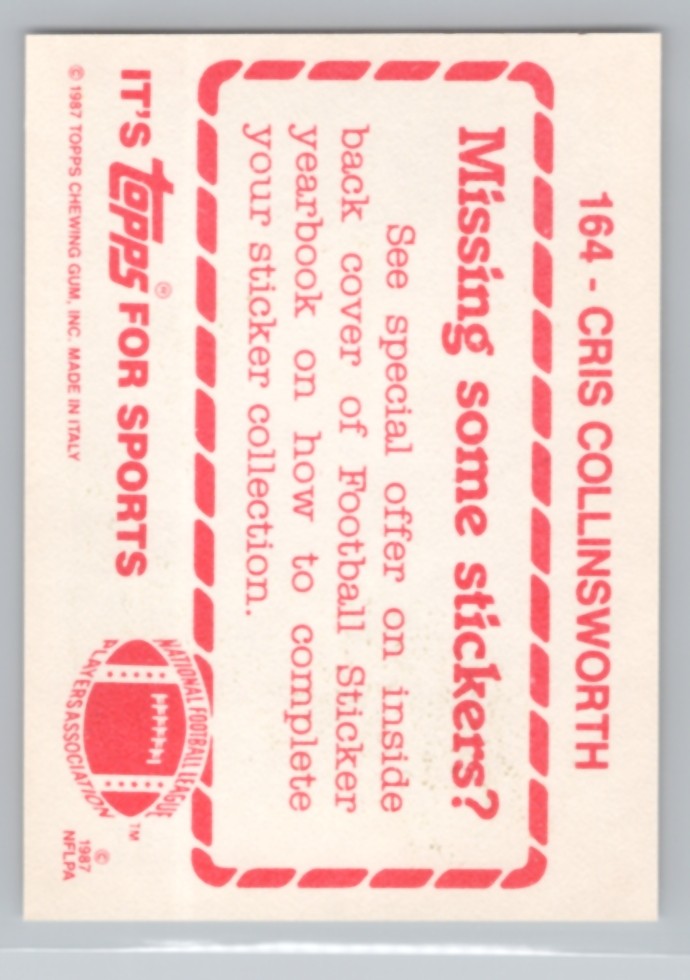 164 - CRIS COLLINSWORTH
Missing some stickers?
See special offer on inside
back cover of Football Sticker
yearbook on how to complete
your sticker collection.
IT'S Topps® FOR SPORTS
© 1987 TOPPS CHEWING GUM, INC. MADE IN ITALY
NATIONAL FOOTBALL LEAGUE
PLAYERS ASSOCIATION
TM
©
1987
NFLPA